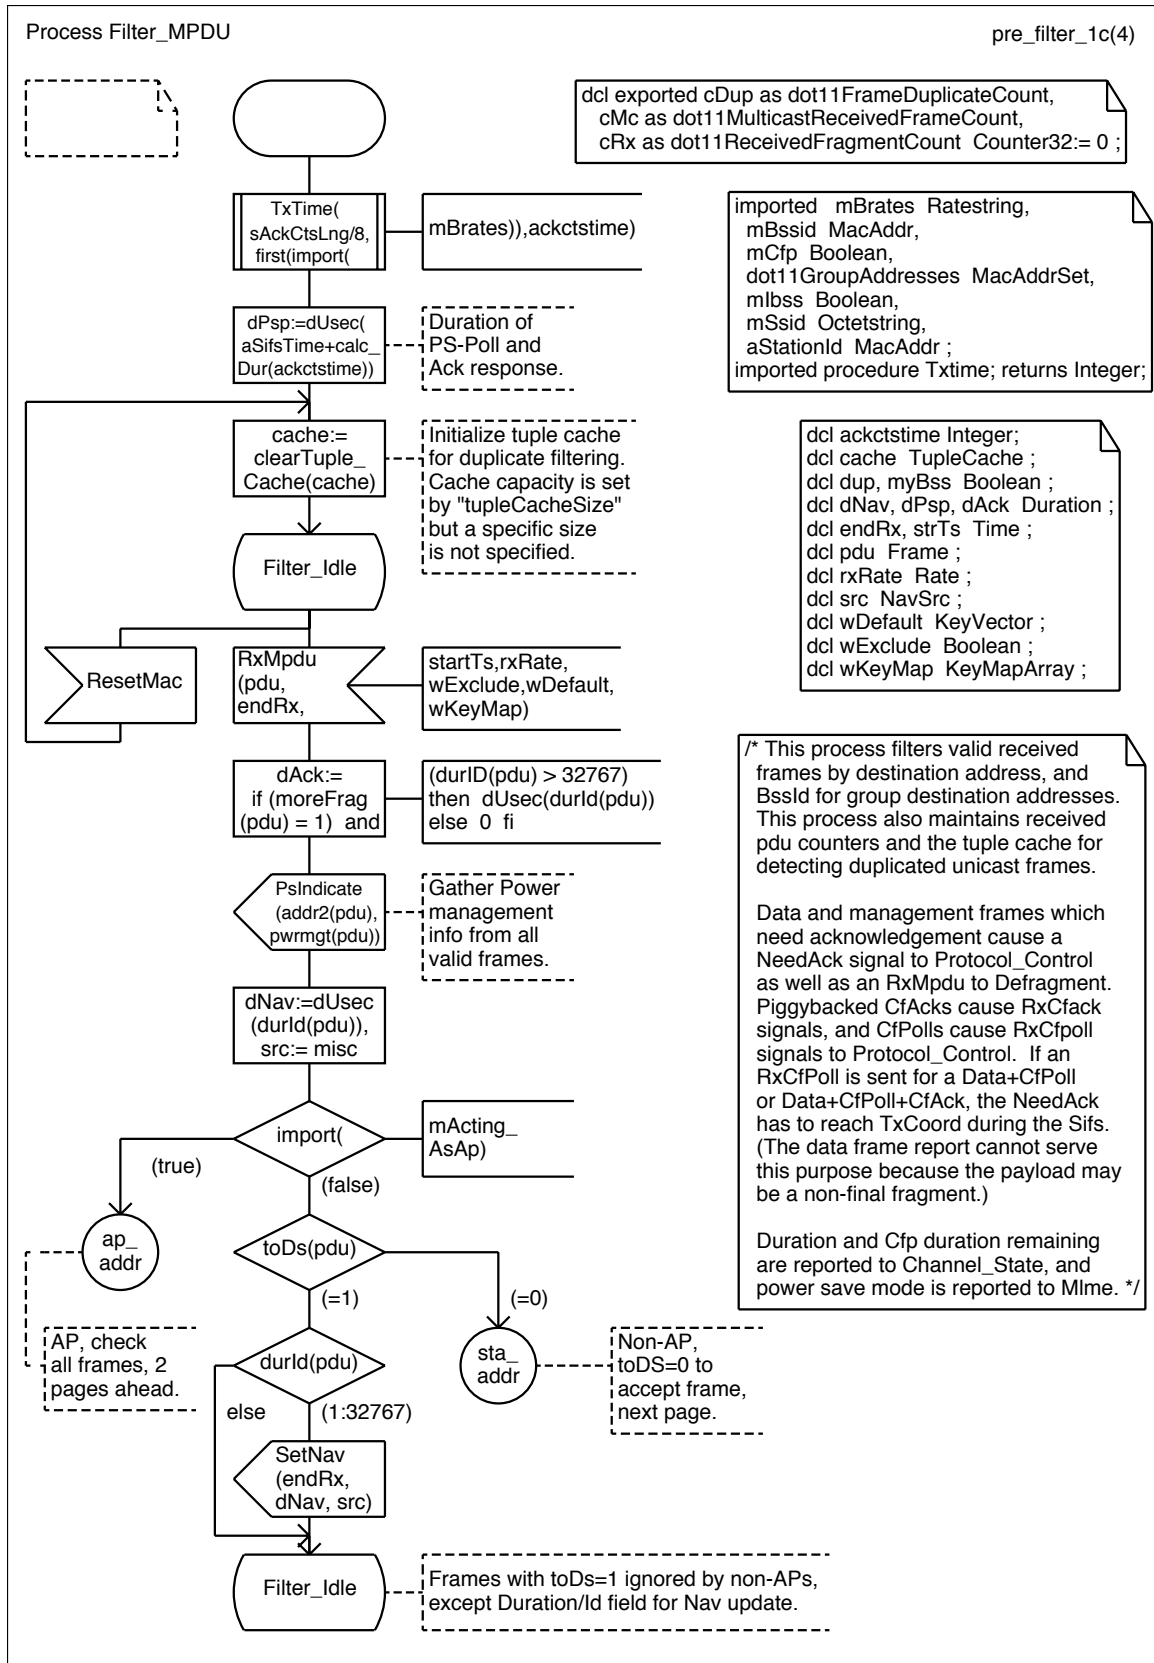 Process Filter_MPDU
pre_filter_1c(4)
dcl exported cDup as dot11FrameDuplicateCount,
cMc as dot11MulticastReceivedFrameCount,
cRx as dot11ReceivedFragmentCount Counter32:= 0 ;
TxTime(
sAckCtsLng/8,
first(import(
mBrates)),ackctstime)
imported mBrates Ratestring,
mBssid MacAddr,
mCfp Boolean,
dot11GroupAddresses MacAddrSet,
mIbss Boolean,
mSsid Octetstring,
aStationId MacAddr ;
imported procedure Txtime; returns Integer;
dPsp:=dUsec(
aSifsTime+calc_
Dur(ackctstime))
Duration of
PS-Poll and
Ack response.
cache:=
clearTuple_
Cache(cache)
Initialize tuple cache
for duplicate filtering.
Cache capacity is set
by "tupleCacheSize"
but a specific size
is not specified.
dcl ackctstime Integer;
dcl cache TupleCache ;
dcl dup, myBss Boolean ;
dcl dNav, dPsp, dAck Duration ;
dcl endRx, strTs Time ;
dcl pdu Frame ;
dcl rxRate Rate ;
dcl src NavSrc ;
dcl wDefault KeyVector ;
dcl wExclude Boolean ;
dcl wKeyMap KeyMapArray ;
Filter_Idle
ResetMac
RxMpdu
(pdu,
endRx,
startTs,rxRate,
wExclude,wDefault,
wKeyMap)
dAck:=
if (moreFrag
(pdu) = 1) and
(durID(pdu) > 32767)
then dUsec(durId(pdu))
else 0 fi
/* This process filters valid received
frames by destination address, and
BssId for group destination addresses.
This process also maintains received
pdu counters and the tuple cache for
detecting duplicated unicast frames.
Data and management frames which
need acknowledgement cause a
NeedAck signal to Protocol_Control
as well as an RxMpdu to Defragment.
Piggybacked CfAcks cause RxCfack
signals, and CfPolls cause RxCfpoll
signals to Protocol_Control. If an
RxCfPoll is sent for a Data+CfPoll
or Data+CfPoll+CfAck, the NeedAck
has to reach TxCoord during the Sifs.
(The data frame report cannot serve
this purpose because the payload may
be a non-final fragment.)
Duration and Cfp duration remaining
are reported to Channel_State, and
power save mode is reported to Mlme. */
PsIndicate
(addr2(pdu),
pwrmgt(pdu))
Gather Power
management
info from all
valid frames.
dNav:=dUsec
(durId(pdu)),
src:= misc
import(
mActing_
AsAp)
(true)
(false)
ap_
addr
toDs(pdu)
(=1)
(=0)
AP, check
all frames, 2
pages ahead.
durId(pdu)
sta_
addr
Non-AP,
toDS=0 to
accept frame,
next page.
else
(1:32767)
SetNav
(endRx,
dNav, src)
Filter_Idle
Frames with toDs=1 ignored by non-APs,
except Duration/Id field for Nav update.